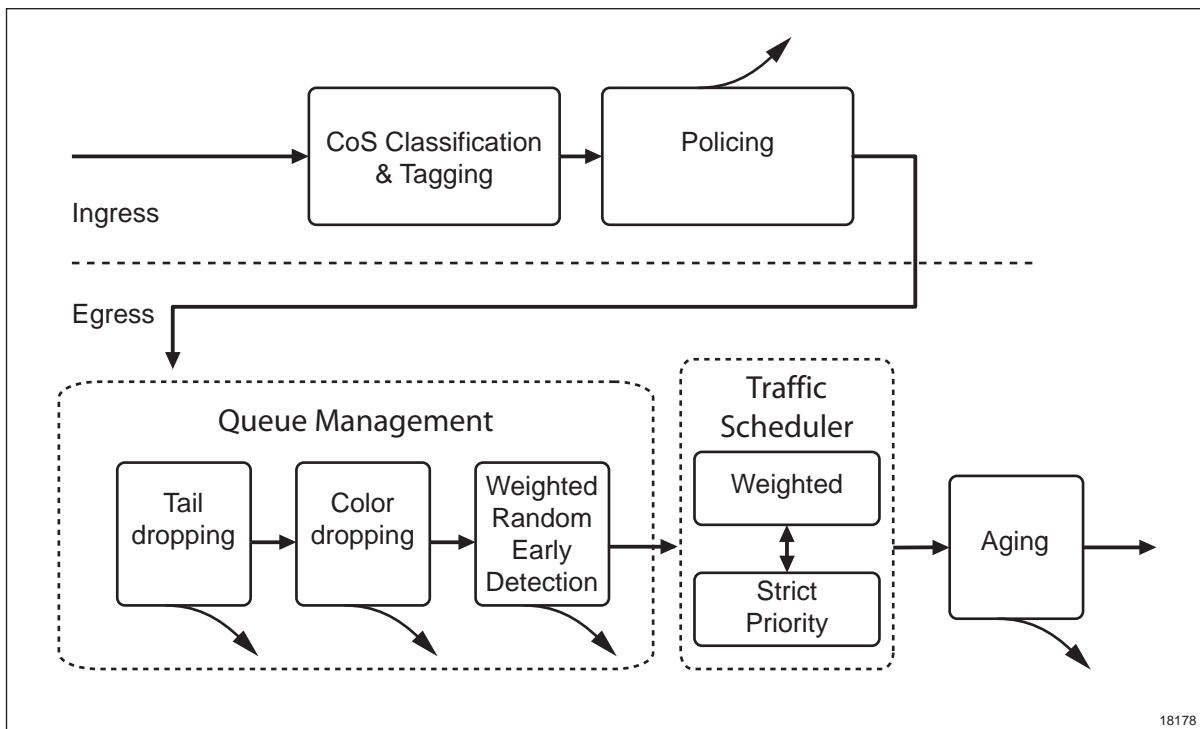 CoS Classification
& Tagging
Policing
Ingress
Egress
Queue Management
Tail
dropping
Color
dropping
Weighted
Random
Early
Detection
Traffic
Scheduler
Weighted
Strict
Priority
Aging
18178